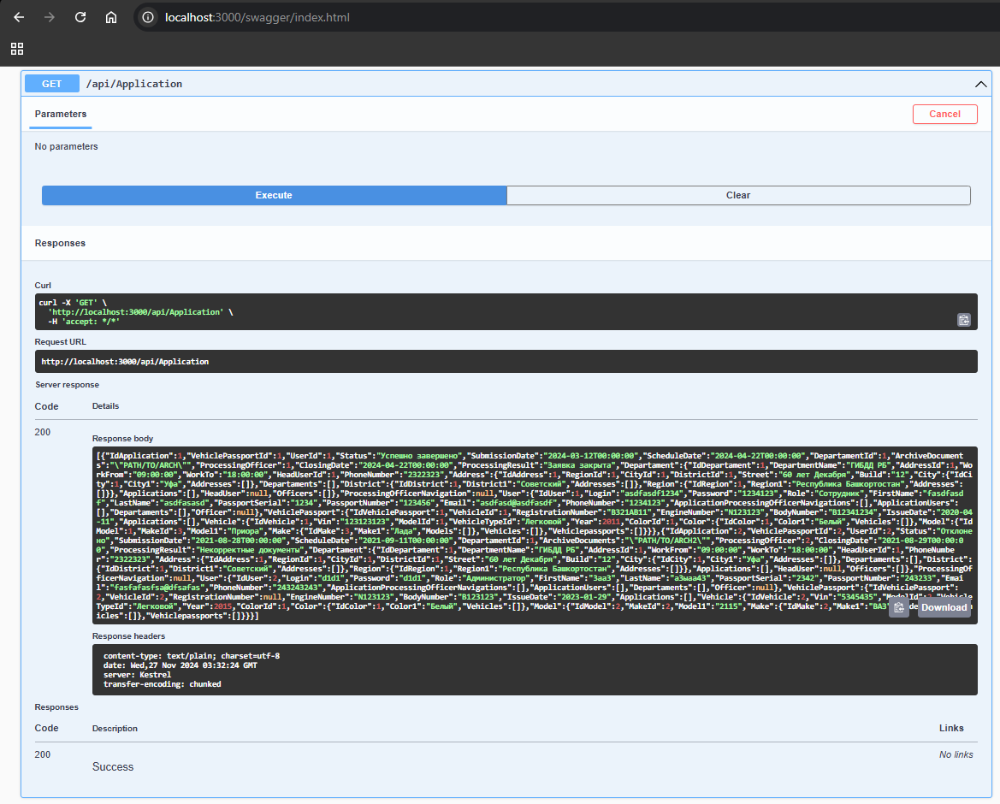 localhost:3000/swagger/index.html
GET /api/Application
Parameters
Cancel
No parameters
Execute
Clear
Responses
Curl
curl -X 'GET' \
'http://localhost:3000/api/Application' \
-H 'accept: */*'
Request URL
http://localhost:3000/api/Application
Server response
Code Details
200
Response body
[{"IdApplication":1,"VehiclePassportId":1,"UserId":1,"Status":"Успешно завершено","SubmissionDate":"2024-03-12T00:00:00","ScheduleDate":"2024-04-22T00:00:00","DepartamentId":1,"ArchiveDocument
s":"\"PATH/TO/ARCH\"","ProcessingOfficer":1,"ClosingDate":"2024-04-22T00:00:00","ProcessingResult":"Заявка закрыта","Departament":{"IdDepartament":1,"DepartmentName":"ГИБДД РБ","AddressId":1,"Wo
rkFrom":"09:00:00","WorkTo":"18:00:00","HeadUserId":1,"PhoneNumber":"2322323","Address":{"IdAddress":1,"RegionId":1,"CityId":1,"DistrictId":1,"Street":"60 лет Декабря","Build":"12","City":{"IdCi
ty":1,"City1":"Уфа","Addresses":[]},"Departaments":[],"District":{"IdDistrict":1,"District1":"Советский","Addresses":[]},"Region":{"IdRegion":1,"Region1":"Республика Башкортостан","Addresses":
[]}},"Applications":[],"HeadUser":null,"Officers":[]},"ProcessingOfficerNavigation":null,"User":{"IdUser":1,"Login":"asdfasdf1234","Password":"1234123","Role":"Сотрудник","FirstName":"fasdfasd
f","LastName":"asdfasasd","PassportSerial":"1234","PassportNumber":"123456","Email":"asdfasd@asdfasdf","PhoneNumber":"1234123","ApplicationProcessingOfficerNavigations":[],"ApplicationUsers":
[],"Departaments":[],"Officer":null},"VehiclePassport":{"IdVehiclePassport":1,"VehicleId":1,"RegistrationNumber":"B321AB11","EngineNumber":"N123123","BodyNumber":"B12341234","IssueDate":"2020-04
-11","Applications":[],"Vehicle":{"IdVehicle":1,"Vin":"123123123","ModelId":1,"VehicleTypeId":"Легковой","Year":2011,"ColorId":1,"Color":{"IdColor":1,"Color1":"Белый","Vehicles":[]},"Model":{"Id
Model":1,"MakeId":3,"Model1":"Приора","Make":{"IdMake":3,"Make1":"Лада","Models":[]},"Vehicles":[]},"Vehiclepassports":[]}}},{"IdApplication":2,"VehiclePassportId":2,"UserId":2,"Status":"Отклоне
но","SubmissionDate":"2021-08-28T00:00:00","ScheduleDate":"2021-09-11T00:00:00","DepartamentId":1,"ArchiveDocuments":"\"PATH/TO/ARCH2\"","ProcessingOfficer":2,"ClosingDate":"2021-08-29T00:00:0
0","ProcessingResult":"Некорректные документы","Departament":{"IdDepartament":1,"DepartmentName":"ГИБДД РБ","AddressId":1,"WorkFrom":"09:00:00","WorkTo":"18:00:00","HeadUserId":1,"PhoneNumbe
r":"2322323","Address":{"IdAddress":1,"RegionId":1,"CityId":1,"DistrictId":1,"Street":"60 лет Декабря","Build":"12","City":{"IdCity":1,"City1":"Уфа","Addresses":[]},"Departaments":[],"District":
{"IdDistrict":1,"District1":"Советский","Addresses":[]},"Region":{"IdRegion":1,"Region1":"Республика Башкортостан","Addresses":[]}},"Applications":[],"HeadUser":null,"Officers":[]},"ProcessingOf
ficerNavigation":null,"User":{"IdUser":2,"Login":"d1d1","Password":"d1d1","Role":"Администратор","FirstName":"Заа3","LastName":"аЗмаа43","PassportSerial":"2342","PassportNumber":"243233","Emai
l":"fasfafasfsa@dfsafas","PhoneNumber":"243243243","ApplicationProcessingOfficerNavigations":[],"ApplicationUsers":[],"Departaments":[],"Officer":null},"VehiclePassport":{"IdVehiclePassport":
2,"VehicleId":2,"RegistrationNumber":null,"EngineNumber":"N123123","BodyNumber":"B123123","IssueDate":"2023-01-29","Applications":[],"Vehicle":{"IdVehicle":2,"Vin":"5345435","ModelId":2,"Vehicle
TypeId":"Легковой","Year":2015,"ColorId":1,"Color":{"IdColor":1,"Color1":"Белый","Vehicles":[]},"Model":{"IdModel":2,"MakeId":2,"Model1":"2115","Make":{"IdMake":2,"Make1":"ВАЗ"
icles":[]},"Vehiclepassports":[]}}}]
Download
Response headers
content-type: text/plain; charset=utf-8
date: Wed,27 Nov 2024 03:32:24 GMT
server: Kestrel
transfer-encoding: chunked
Responses
Code Description Links
200
Success
No links